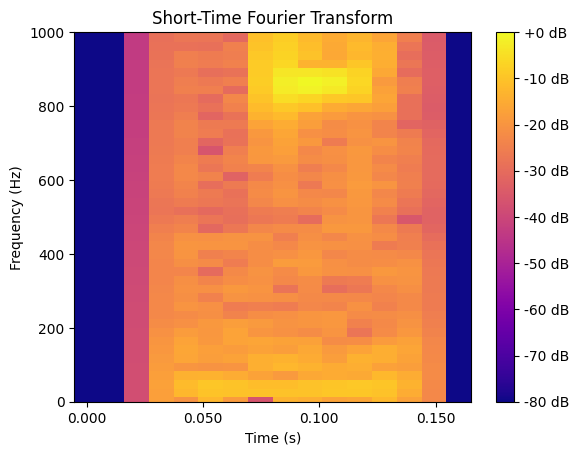 Short-Time Fourier Transform
1000
800
600
400
200
0
Frequency (Hz)
0.000
0.050
0.100
0.150
Time (s)
+0 dB
-10 dB
-20 dB
-30 dB
-40 dB
-50 dB
-60 dB
-70 dB
-80 dB